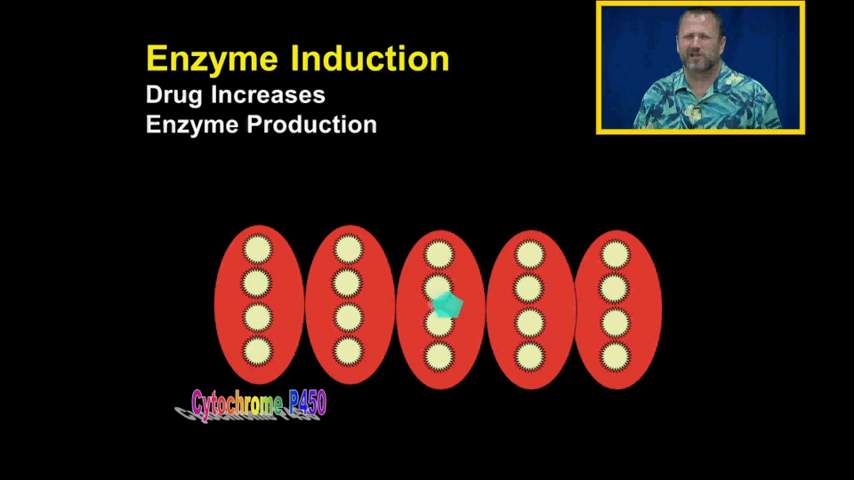 Enzyme Induction
Drug Increases
Enzyme Production
Cytochrome P450